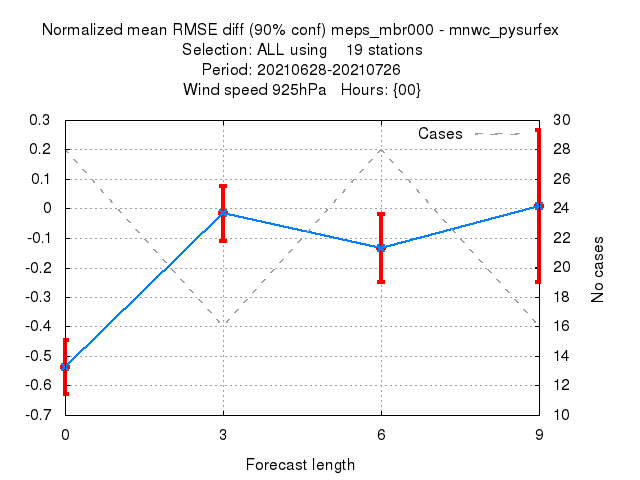 Normalized mean RMSE diff (90% conf) meps_mbr000 - mnwc_pysurfex
Selection: ALL using    19 stations
Period: 20210628-20210726
Wind speed 925hPa   Hours: {00}
Cases
0.3
0.2
0.1
0
-0.1
-0.2
-0.3
-0.4
-0.5
-0.6
-0.7
30
28
26
24
22
20
18
16
14
12
10
No cases
0 3 6 9
Forecast length